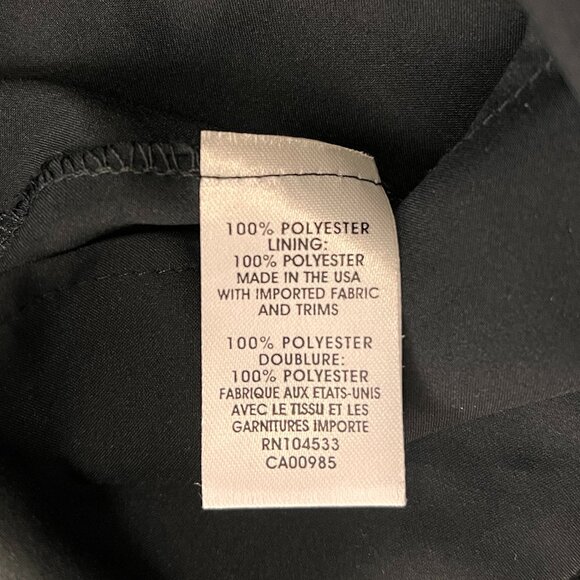 100% POLYESTER
LINING:
100% POLYESTER
MADE IN THE USA
WITH IMPORTED FABRIC
AND TRIMS
100% POLYESTER
DOUBLURE:
100% POLYESTER
FABRIQUE AUX ETATS-UNIS
AVEC LE TISSU ET LES
GARNITURES IMPORTE
RN104533
CA00985